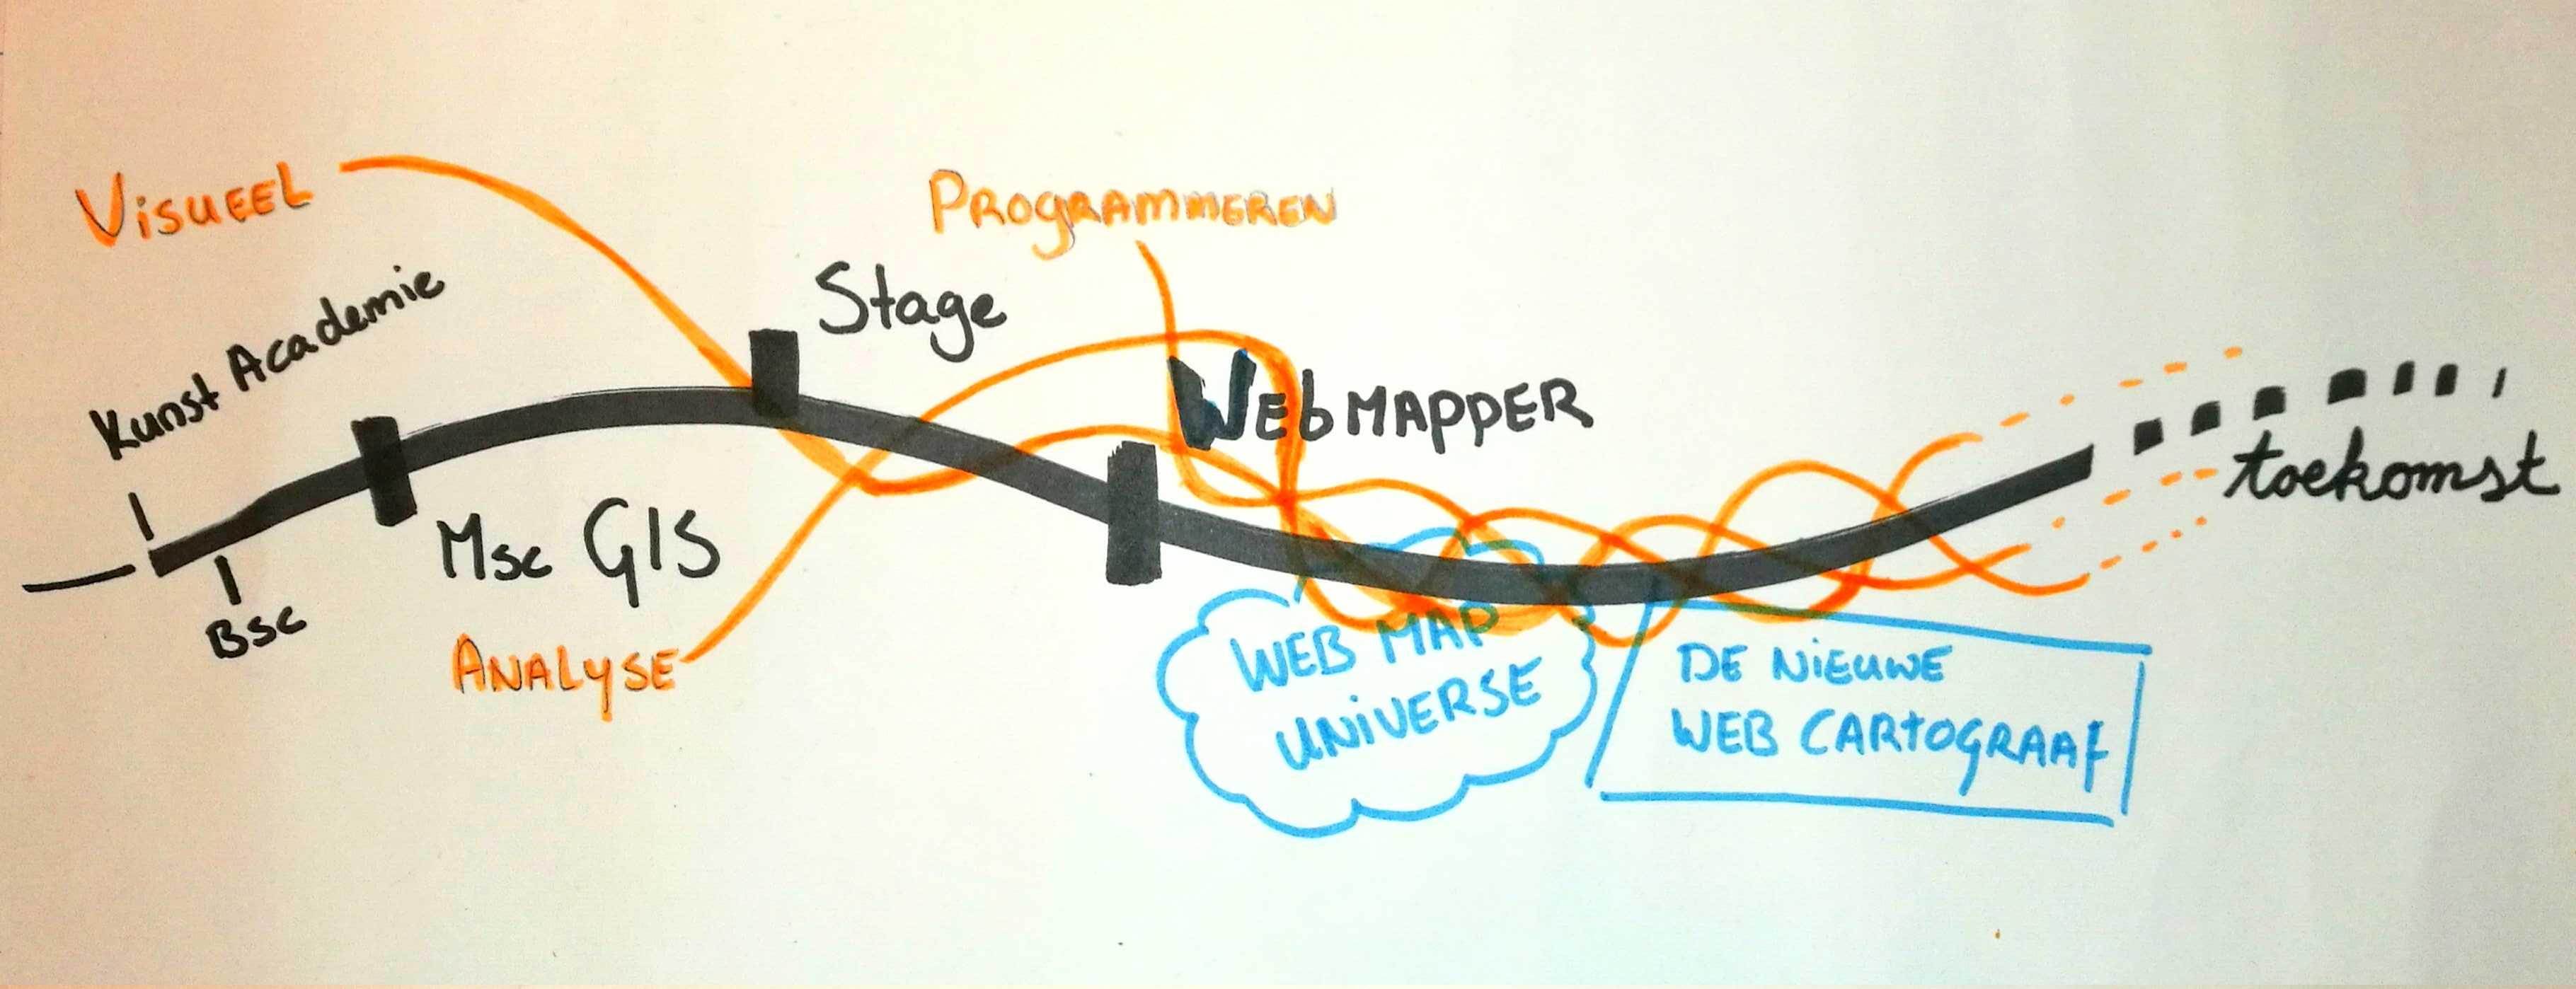 Visueel
Programmeren
Kunst Academie
Stage
Webmapper
toekomst
Msc GIS
Bsc
Analyse
WEB MAP
UNIVERSE
DE NIEUWE
WEB CARTOGRAAF